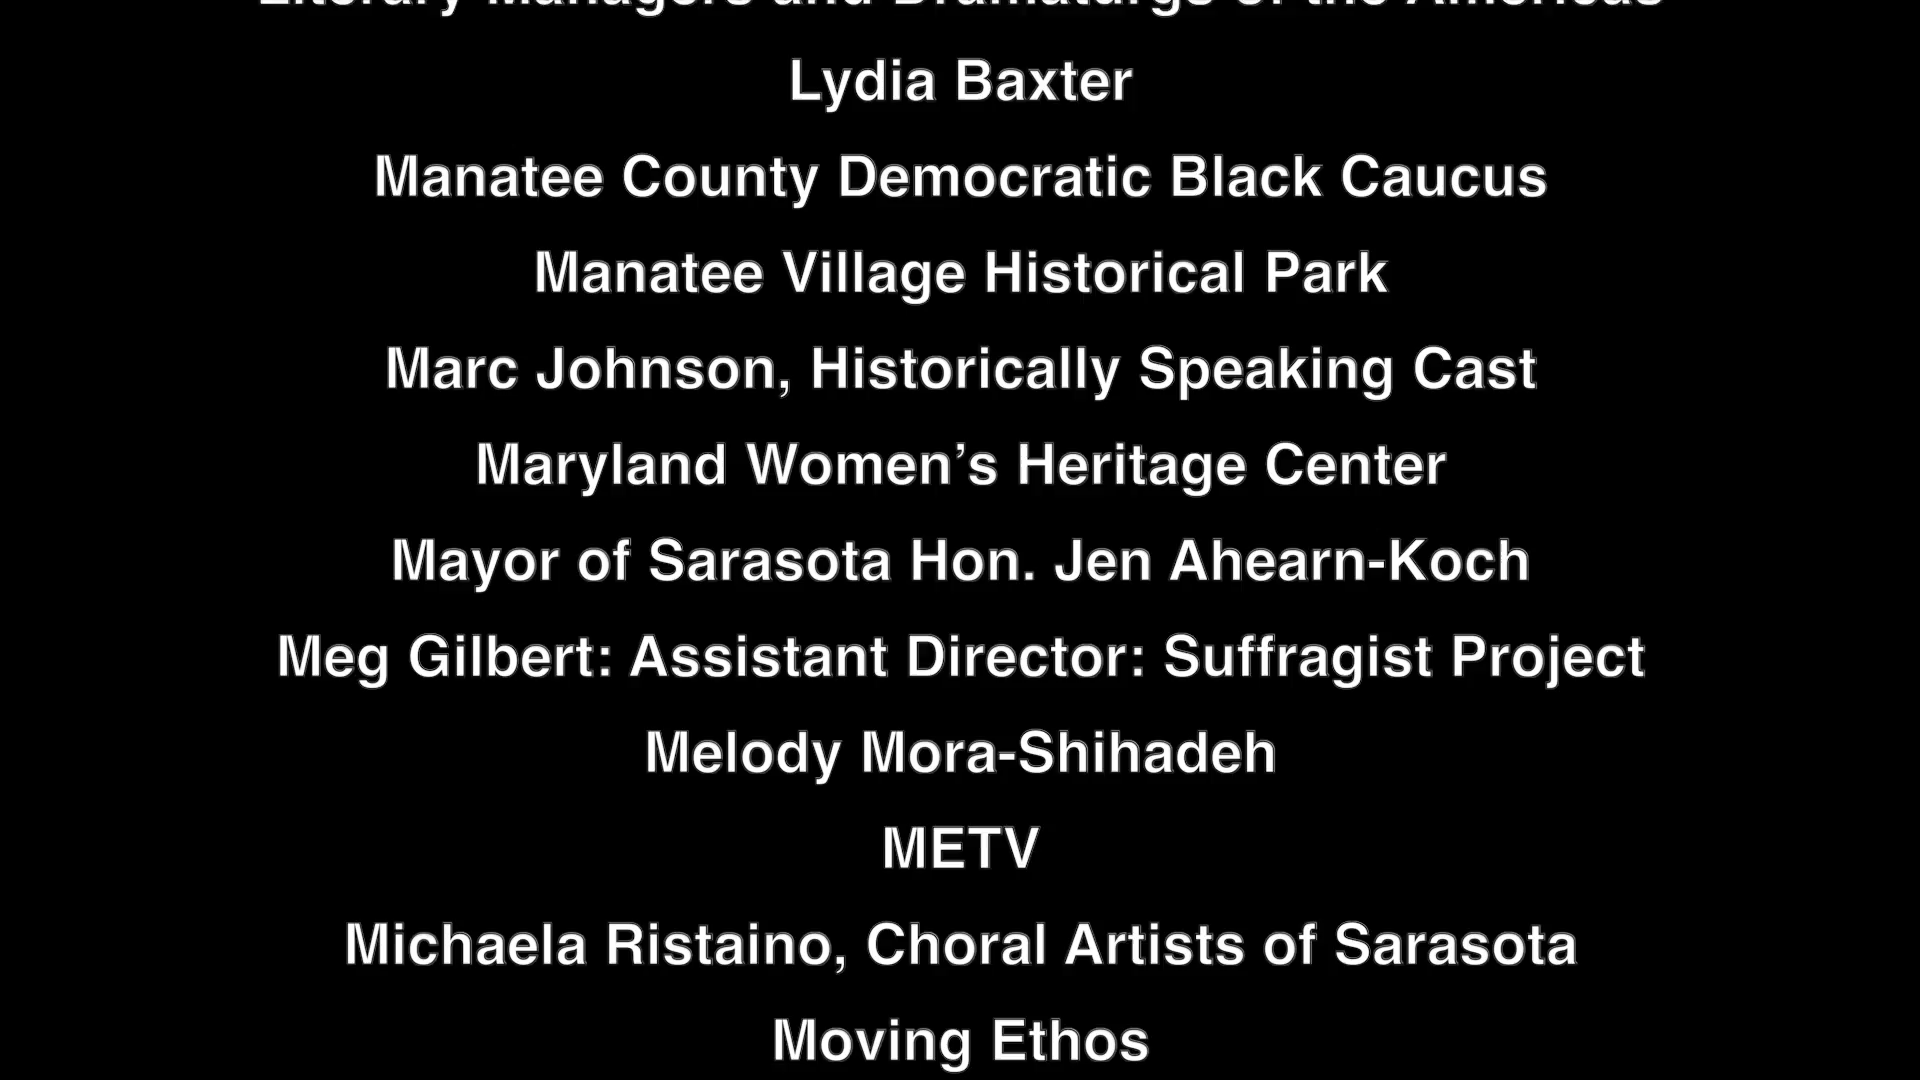 Literary Managers and Dramaturgs of the Americas
Lydia Baxter
Manatee County Democratic Black Caucus
Manatee Village Historical Park
Marc Johnson, Historically Speaking Cast
Maryland Women’s Heritage Center
Mayor of Sarasota Hon. Jen Ahearn-Koch
Meg Gilbert: Assistant Director: Suffragist Project
Melody Mora-Shihadeh
METV
Michaela Ristaino, Choral Artists of Sarasota
Moving Ethos